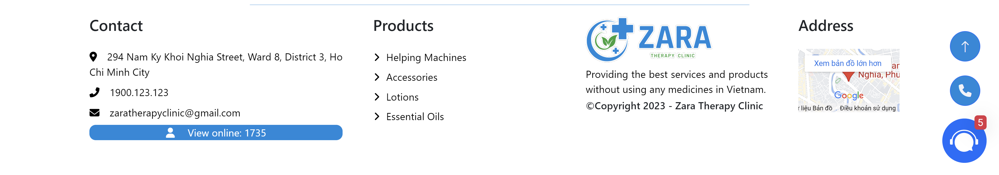 Contact
294 Nam Ky Khoi Nghia Street, Ward 8, District 3, Ho
Chi Minh City
1900.123.123
zaratherapyclinic@gmail.com
View online: 1735
Products
Helping Machines
Accessories
Lotions
Essential Oils
ZARA
THERAPY CLINIC
Providing the best services and products
without using any medicines in Vietnam.
©Copyright 2023 - Zara Therapy Clinic
Address
Xem bản đồ lớn hơn
Nghĩa,
Google
liệu Bản đồ Điều khoản sử dụng
5